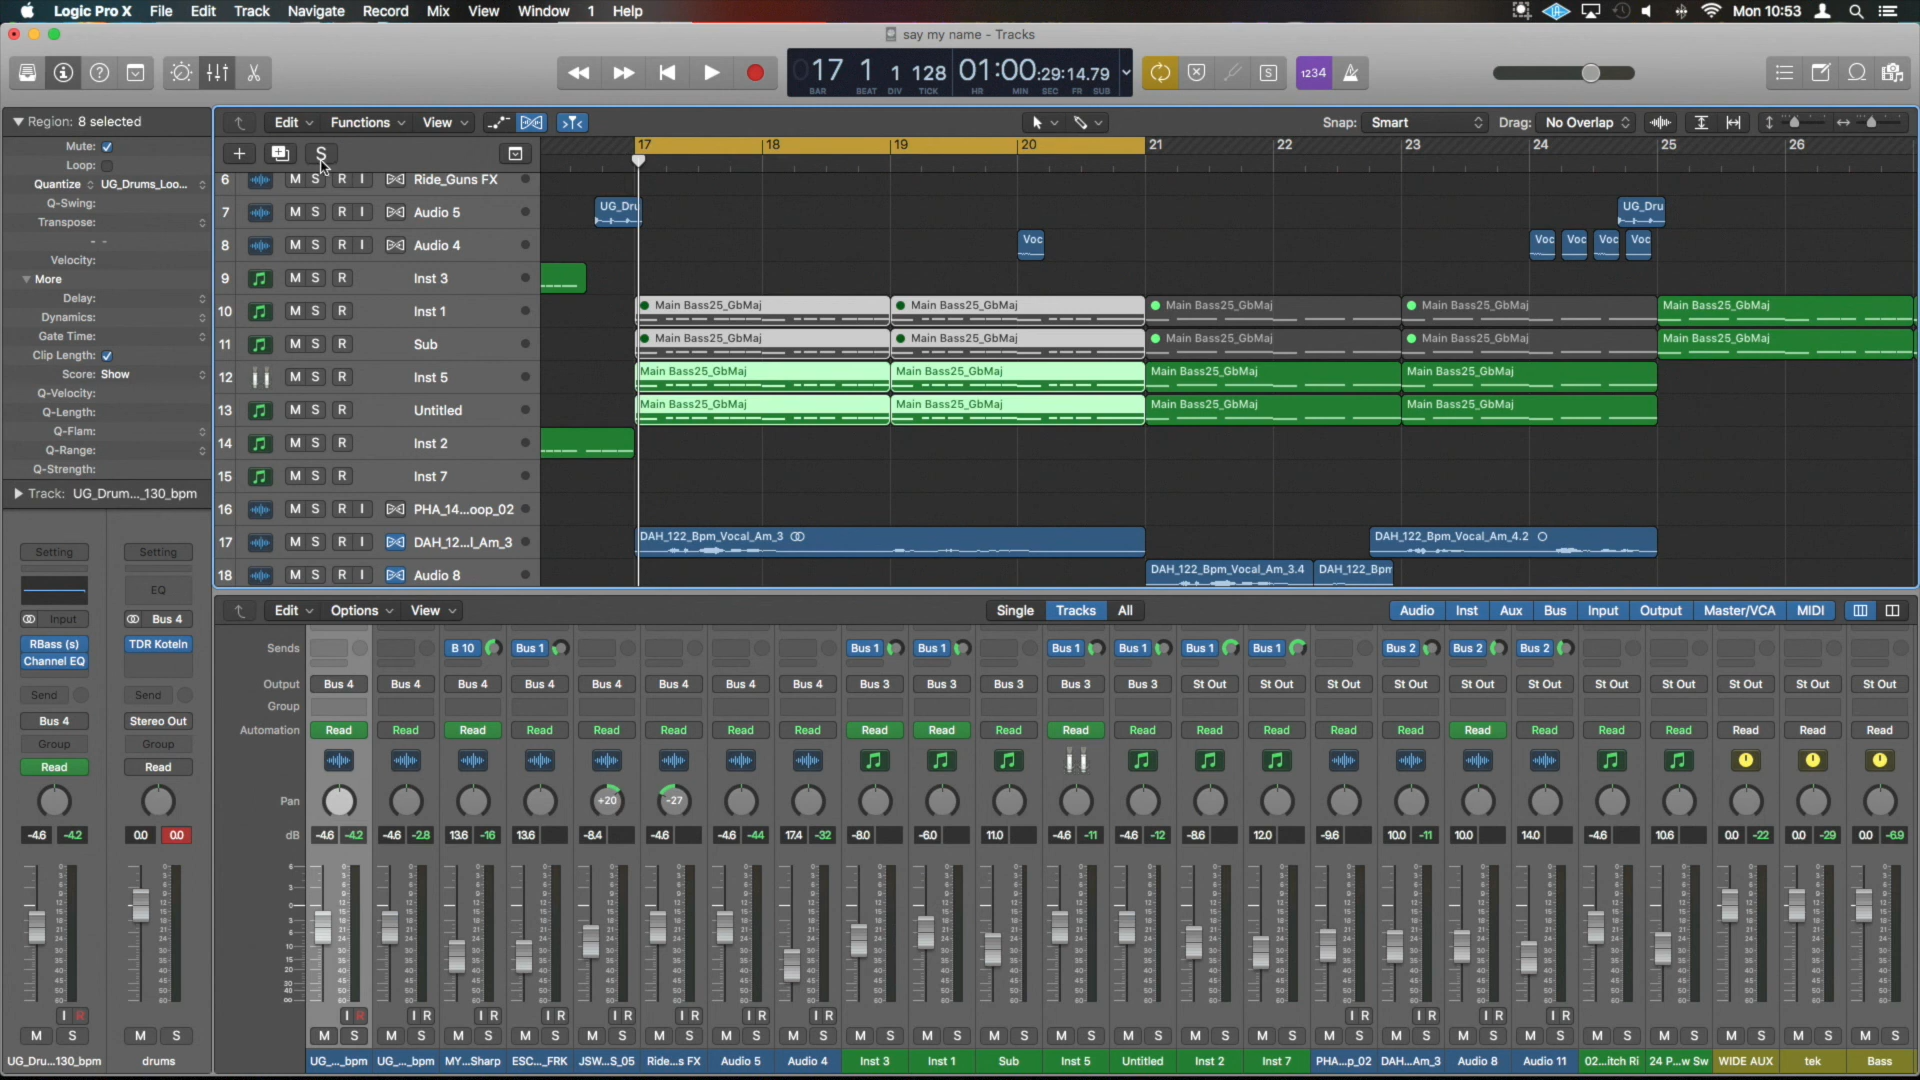 Logic Pro X File Edit Track Navigate Record Mix View Window 1 Help Mon 10:53
say my name - Tracks
17 1 1 128 01:00:29:14.79
BAR BEAT DIV TICK HR MIN SEC FR SUB
S 1234
Region: 8 selected
Mute:
Loop:
Quantize UG_Drums_Loo...
Q-Swing:
Transpose:
- -
Velocity:
More
Delay:
Dynamics:
Gate Time:
Clip Length:
Score: Show
Q-Velocity:
Q-Length:
Q-Flam:
Q-Range:
Q-Strength:
Track: UG_Drum..._130_bpm
Edit Functions View Snap: Smart Drag: No Overlap
S
17 18 19 20 21 22 23 24 25 26
6 M S R I Ride_Guns FX
7 M S R I Audio 5 UG_Dru UG_Dru
8 M S R I Audio 4 Voc Voc Voc Voc Voc
9 M S R Inst 3
10 M S R Inst 1 Main Bass25_GbMaj Main Bass25_GbMaj Main Bass25_GbMaj Main Bass25_GbMaj Main Bass25_GbMaj
11 M S R Sub Main Bass25_GbMaj Main Bass25_GbMaj Main Bass25_GbMaj Main Bass25_GbMaj Main Bass25_GbMaj
12 M S R Inst 5 Main Bass25_GbMaj Main Bass25_GbMaj Main Bass25_GbMaj Main Bass25_GbMaj
13 M S R Untitled Main Bass25_GbMaj Main Bass25_GbMaj Main Bass25_GbMaj Main Bass25_GbMaj
14 M S R Inst 2
15 M S R Inst 7
16 M S R I PHA_14...oop_02
17 M S R I DAH_12...l_Am_3 DAH_122_Bpm_Vocal_Am_3 DAH_122_Bpm_Vocal_Am_4.2
18 M S R I Audio 8 DAH_122_Bpm_Vocal_Am_3.4 DAH_122_Bpm
Setting Setting
EQ
Input Bus 4
RBass (s) TDR Koteln
Channel EQ
Send Send
Bus 4 Stereo Out
Group Group
Read Read
-4.6 -4.2 0.0 0.0
I R
M S M S
UG_Dru...130_bpm drums
Edit Options View Single Tracks All Audio Inst Aux Bus Input Output Master/VCA MIDI
Sends B 10 Bus 1 Bus 1 Bus 1 Bus 1 Bus 1 Bus 1 Bus 1 Bus 2 Bus 2 Bus 2
Output Bus 4 Bus 4 Bus 4 Bus 4 Bus 4 Bus 4 Bus 4 Bus 4 Bus 3 Bus 3 Bus 3 Bus 3 Bus 3 St Out St Out St Out St Out St Out St Out St Out St Out St Out St Out St Out
Group
Automation Read Read Read Read Read Read Read Read Read Read Read Read Read Read Read Read Read Read Read Read Read Read Read Read
Pan +20 -27
dB -4.6 -4.2 -4.6 -2.8 13.6 -16 13.6 -8.4 -4.6 -4.6 -44 17.4 -32 -8.0 -6.0 11.0 -4.6 -11 -4.6 -12 -8.6 12.0 -9.6 10.0 -11 10.0 14.0 -4.6 10.6 0.0 -22 0.0 -29 0.0 -6.9
I R I R I R I R I R I R I R I R I R I R I R I R
M S M S M S M S M S M S M S M S M S M S M S M S M S M S M S M S M S M S M S M S M S M S M S M S
UG_..._bpm UG_..._bpm MY...Sharp ESC..._FRK JSW...S_05 Ride...s FX Audio 5 Audio 4 Inst 3 Inst 1 Sub Inst 5 Untitled Inst 2 Inst 7 PHA...p_02 DAH...Am_3 Audio 8 Audio 11 02...itch Ri 24 P...w Sw WIDE AUX tek Bass